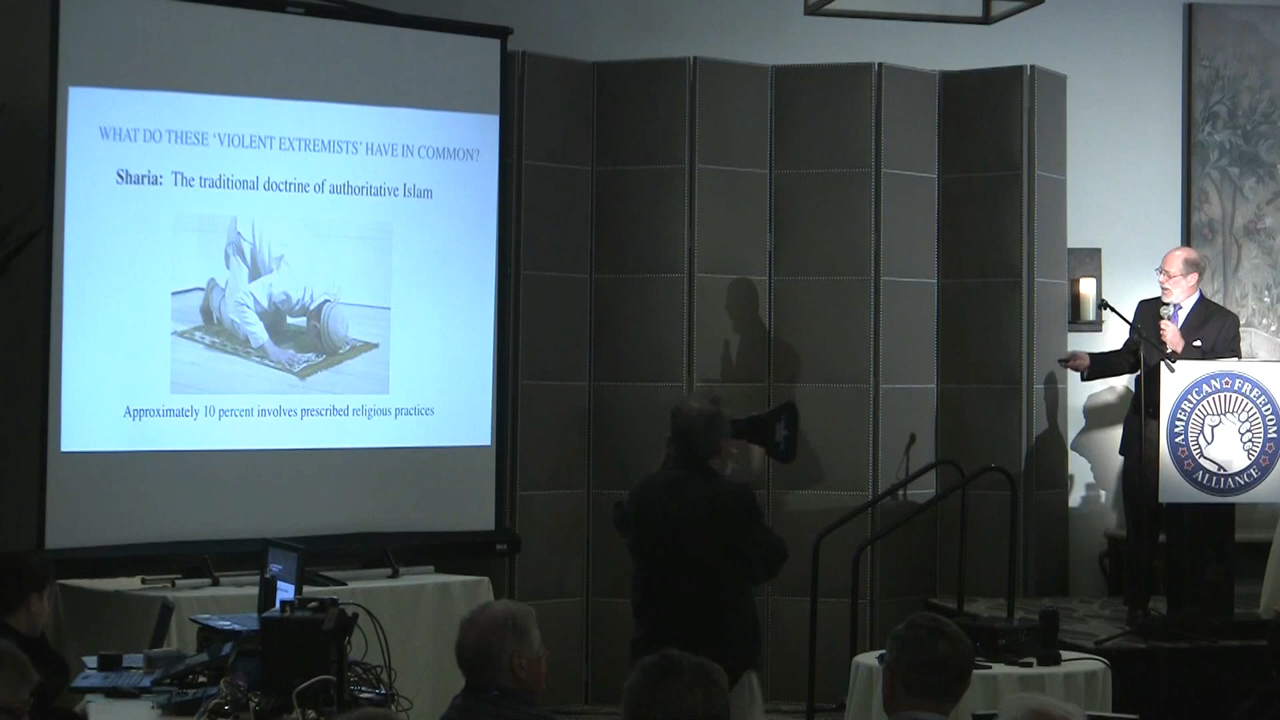 WHAT DO THESE 'VIOLENT EXTREMISTS' HAVE IN COMMON?
Sharia: The traditional doctrine of authoritative Islam
Approximately 10 percent involves prescribed religious practices
AMERICAN FREEDOM
ALLIANCE